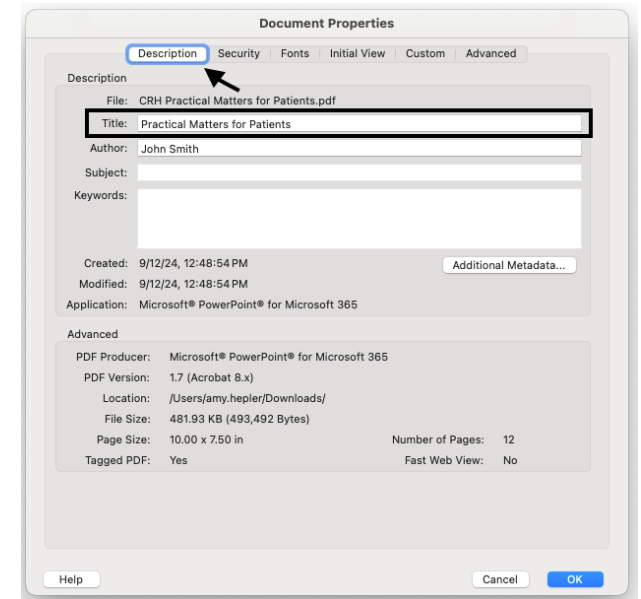 Document Properties
Description Security Fonts Initial View Custom Advanced
Description
File: CRH Practical Matters for Patients.pdf
Title: Practical Matters for Patients
Author: John Smith
Subject:
Keywords:
Created: 9/12/24, 12:48:54 PM
Additional Metadata...
Modified: 9/12/24, 12:48:54 PM
Application: Microsoft® PowerPoint® for Microsoft 365
Advanced
PDF Producer: Microsoft® PowerPoint® for Microsoft 365
PDF Version: 1.7 (Acrobat 8.x)
Location: /Users/amy.hepler/Downloads/
File Size: 481.93 KB (493,492 Bytes)
Page Size: 10.00 x 7.50 in Number of Pages: 12
Tagged PDF: Yes Fast Web View: No
Help Cancel OK